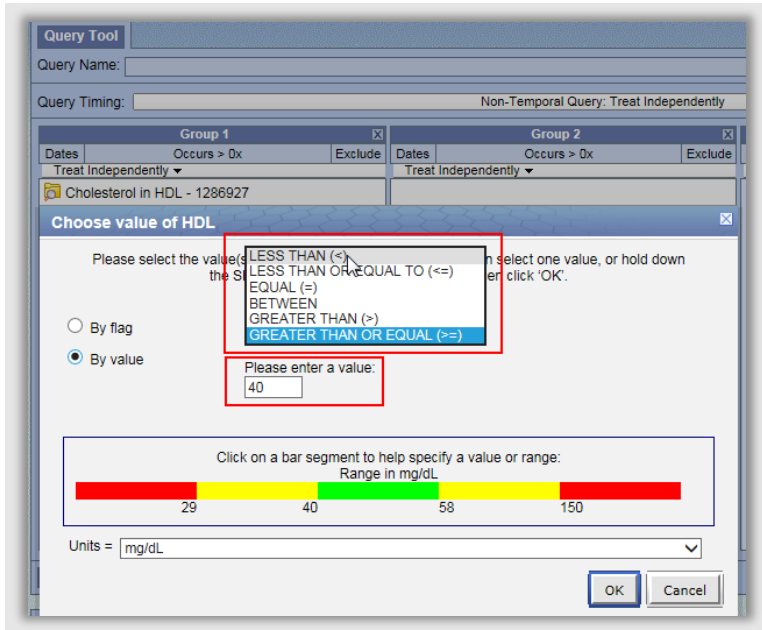 Query Tool
Query Name:
Query Timing: Non-Temporal Query: Treat Independently
Group 1 X Group 2 X
Dates Occurs > 0x Exclude Dates Occurs > 0x Exclude
Treat Independently Treat Independently
Cholesterol in HDL - 1286927
Choose value of HDL
Please select the n select one value, or hold down
the en click 'OK'.
LESS THAN (<)
LESS THAN OR EQUAL TO (<=)
EQUAL (=)
BETWEEN
GREATER THAN (>)
GREATER THAN OR EQUAL (>=)
By flag
By value
Please enter a value:
40
Click on a bar segment to help specify a value or range:
Range in mg/dL
29 40 58 150
Units = mg/dL
OK Cancel